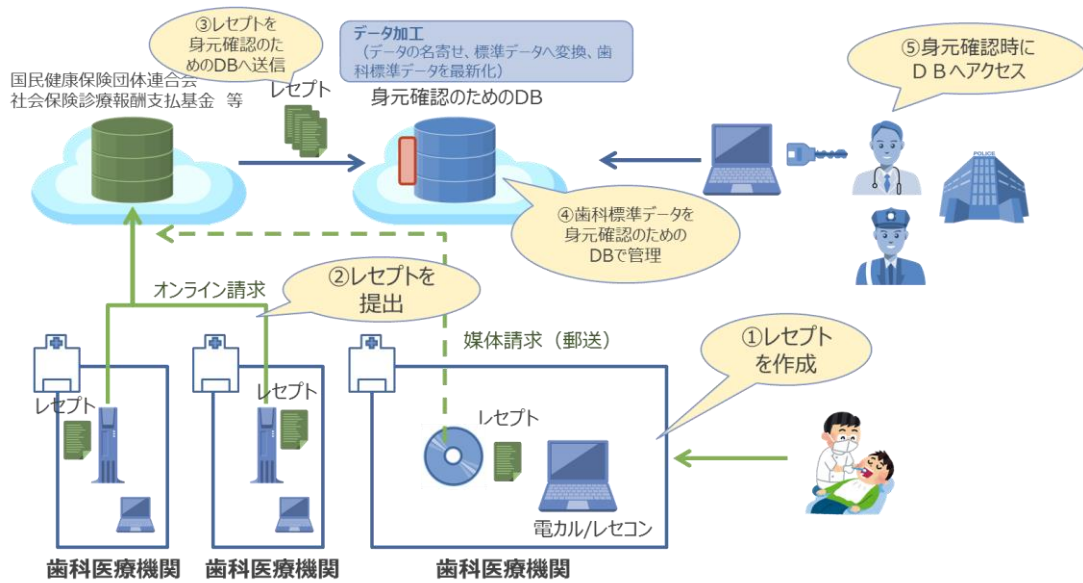 ③レセプトを
身元確認のた
めのDBへ送信
データ加工
（データの名寄せ、標準データへ変換、歯
科標準データを最新化）
⑤身元確認時に
ＤＢへアクセス
国民健康保険団体連合会
社会保険診療報酬支払基金 等
レセプト
身元確認のためのDB
POLICE
④歯科標準データを
身元確認のための
DBで管理
オンライン請求
②レセプトを
提出
媒体請求（郵送）
①レセプト
を作成
レセプト
レセプト
レセプト
電カル/レセコン
歯科医療機関
歯科医療機関
歯科医療機関